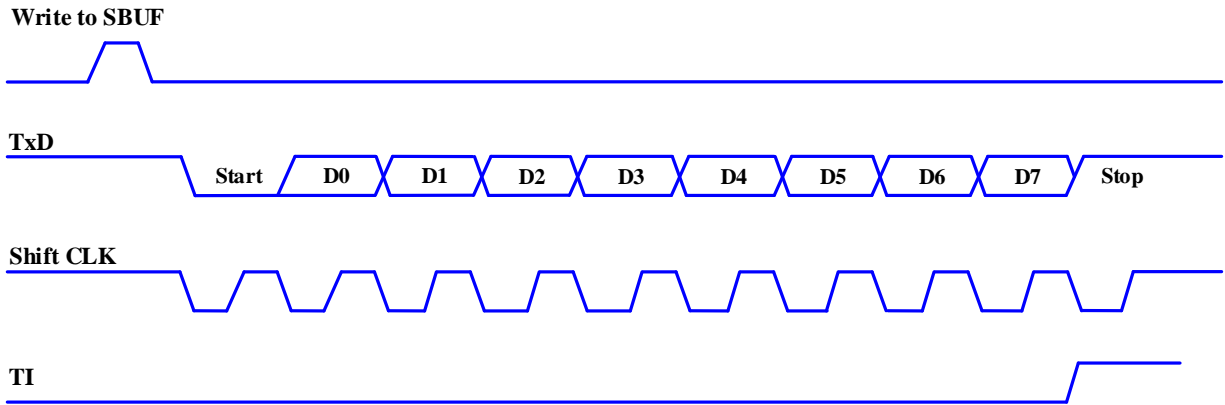 Write to SBUF
TxD
Start D0 D1 D2 D3 D4 D5 D6 D7 Stop
Shift CLK
TI